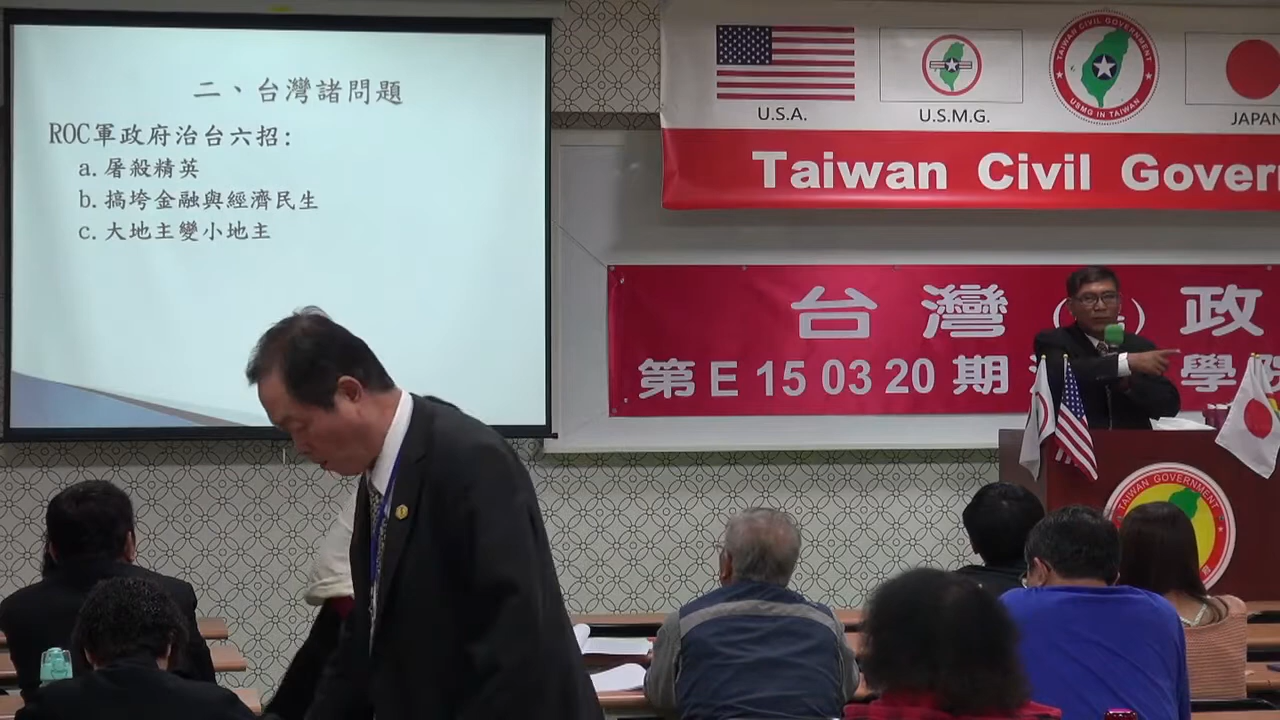 二、台灣諸問題
ROC軍政府治台六招:
a. 屠殺精英
b. 搞垮金融與經濟民生
c. 大地主變小地主
U.S.A.
U.S.M.G.
TAIWAN CIVIL GOVERNMENT
USMG IN TAIWAN
JAPAN
Taiwan Civil Gover
台灣 政
第E 15 03 20 期 學院
TAIWAN GOVERNMENT